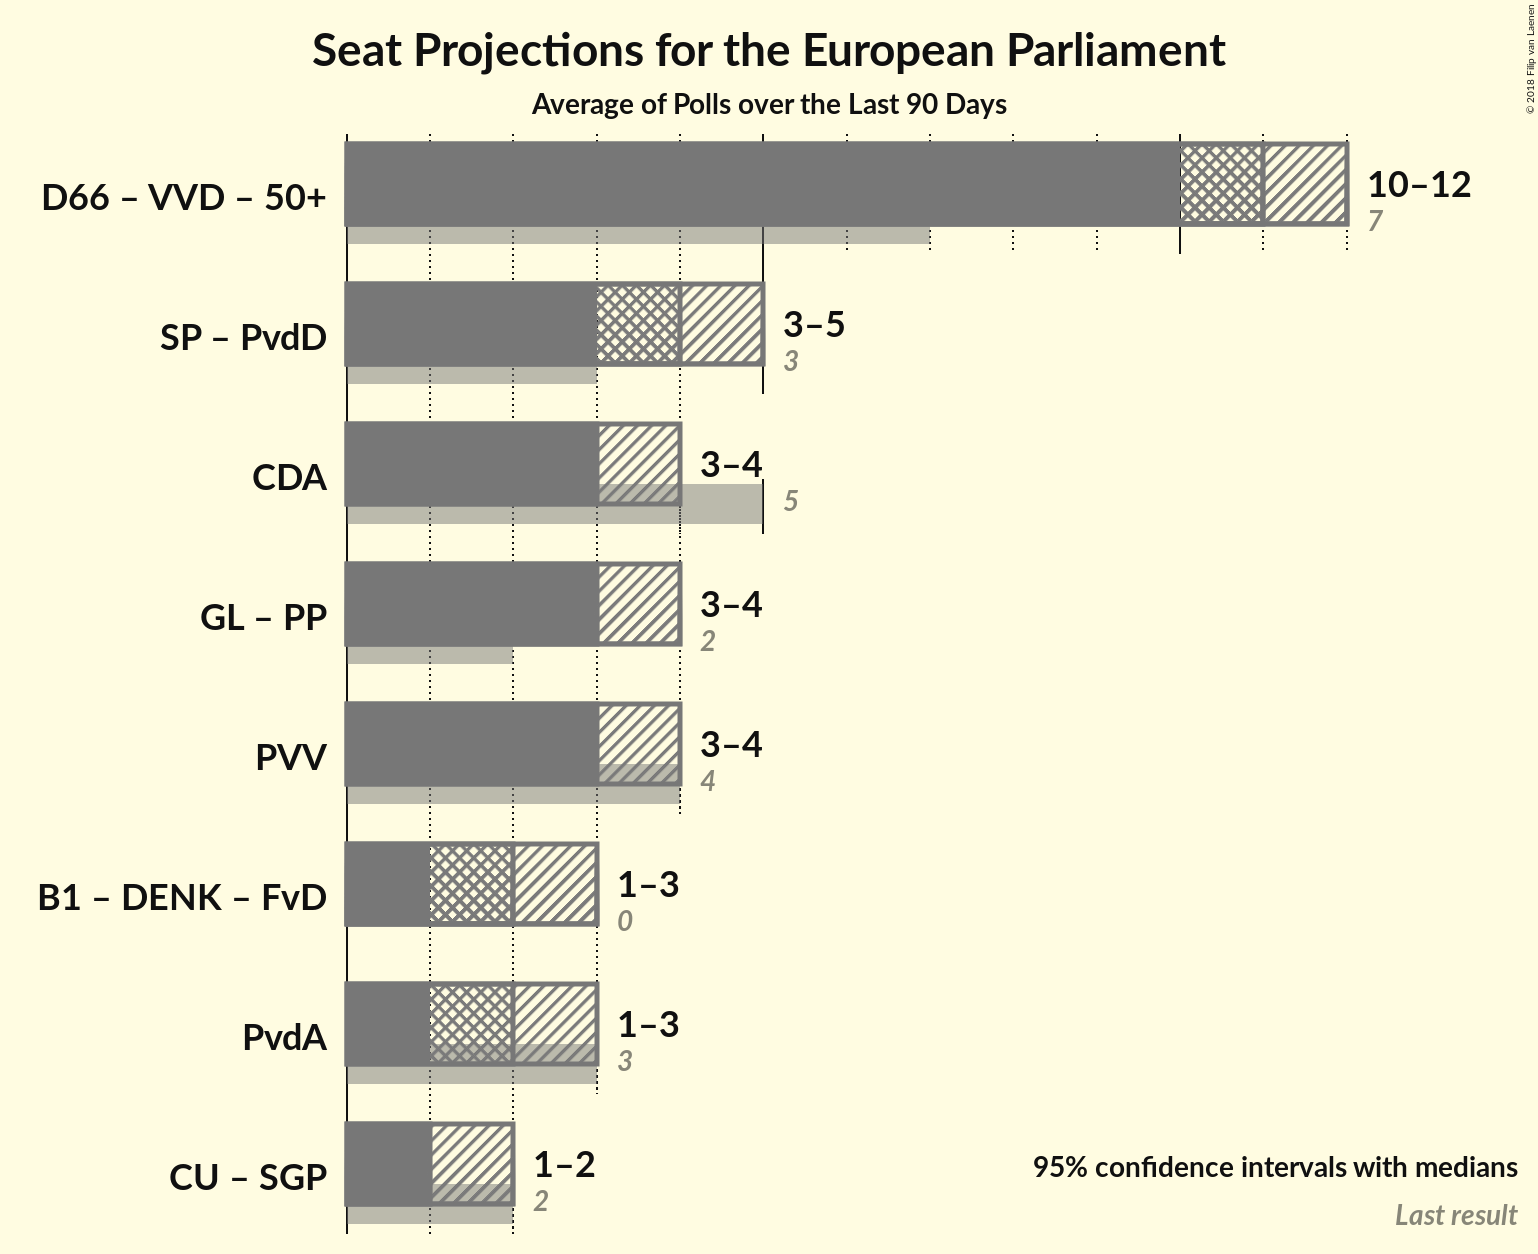 Seat Projections for the European Parliament
Average of Polls over the Last 90 Days
© 2018 Filip van Laenen
D66 – VVD – 50+
10–12
7
SP – PvdD
3–5
3
CDA
3–4
5
GL – PP
3–4
2
PVV
3–4
4
B1 – DENK – FvD
1–3
0
PvdA
1–3
3
CU – SGP
1–2
2
95% confidence intervals with medians
Last result